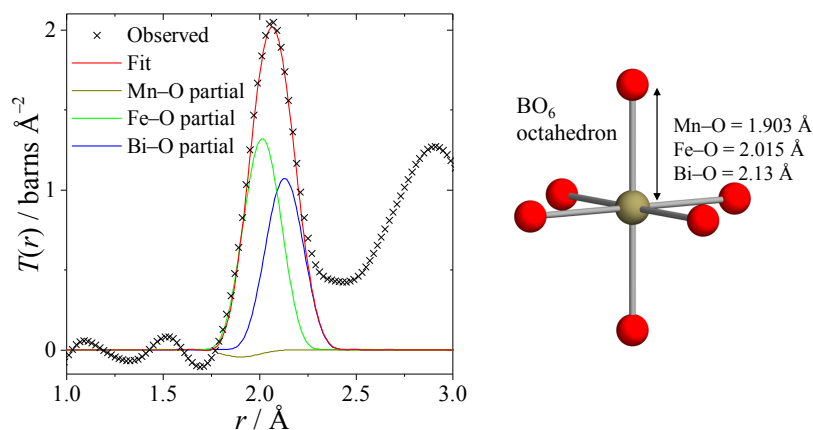 2
1
0
T(r) / barns Å⁻²
× Observed
Fit
Mn–O partial
Fe–O partial
Bi–O partial
1.0 1.5 2.0 2.5 3.0
r / Å
BO₆
octahedron
Mn–O = 1.903 Å
Fe–O = 2.015 Å
Bi–O = 2.13 Å